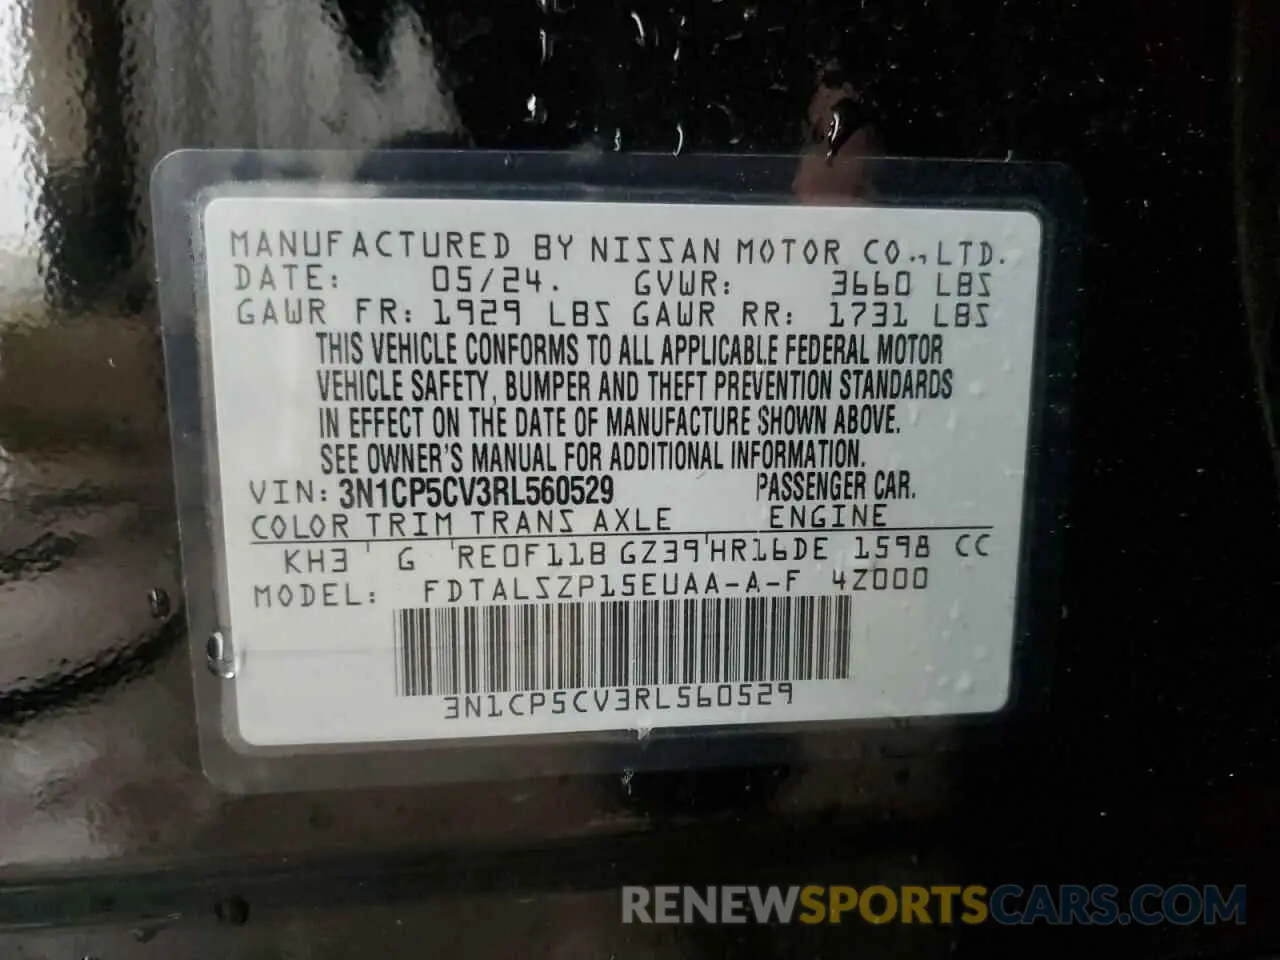 MANUFACTURED BY NISSAN MOTOR CO., LTD.
DATE: 05/24. GVWR: 3660 LBS
GAWR FR: 1929 LBS GAWR RR: 1731 LBS
THIS VEHICLE CONFORMS TO ALL APPLICABLE FEDERAL MOTOR
VEHICLE SAFETY, BUMPER AND THEFT PREVENTION STANDARDS
IN EFFECT ON THE DATE OF MANUFACTURE SHOWN ABOVE.
SEE OWNER'S MANUAL FOR ADDITIONAL INFORMATION.
VIN: 3N1CP5CV3RL560529 PASSENGER CAR.
COLOR TRIM TRANS AXLE ENGINE
KH3 ' G 'RE0F11B GZ39'HR16DE 1598 CC
MODEL: FDTALSZP15EUAA-A-F 4Z000
3N1CP5CV3RL560529
RENEWSPORTSCARS.COM